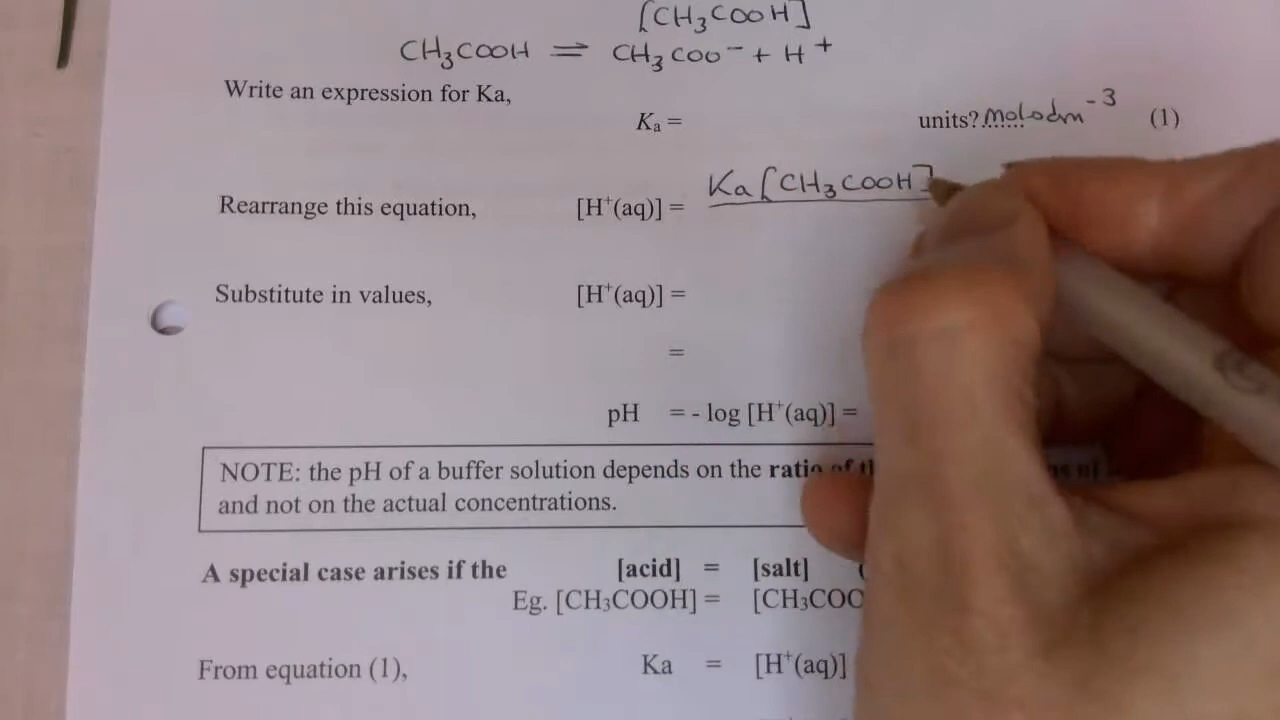 [CH₃COOH]
CH₃COOH ⇌ CH₃COO⁻ + H⁺
Write an expression for Ka,
Kₐ = units? mol dm⁻³ (1)
Ka[CH₃COOH]
Rearrange this equation, [H⁺(aq)] =
Substitute in values, [H⁺(aq)] =
=
pH = - log [H⁺(aq)] =
NOTE: the pH of a buffer solution depends on the ratio of
and not on the actual concentrations.
A special case arises if the [acid] = [salt]
Eg. [CH₃COOH] = [CH₃COO
From equation (1), Ka = [H⁺(aq)]